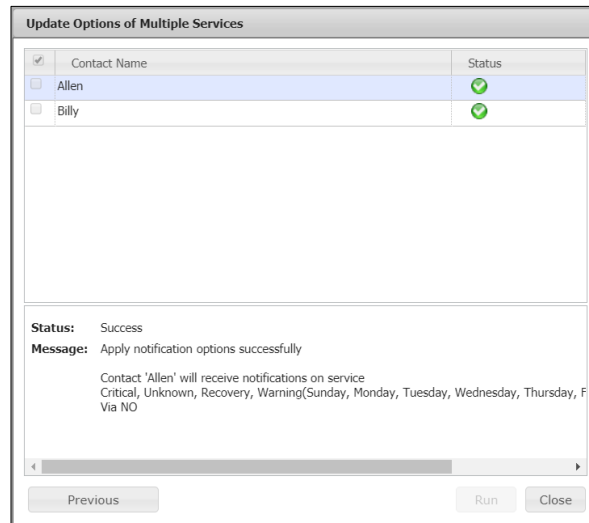 Update Options of Multiple Services
Contact Name Status
Allen
Billy
Status: Success
Message: Apply notification options successfully
Contact 'Allen' will receive notifications on service
Critical, Unknown, Recovery, Warning(Sunday, Monday, Tuesday, Wednesday, Thursday, F
Via NO
Previous Run Close